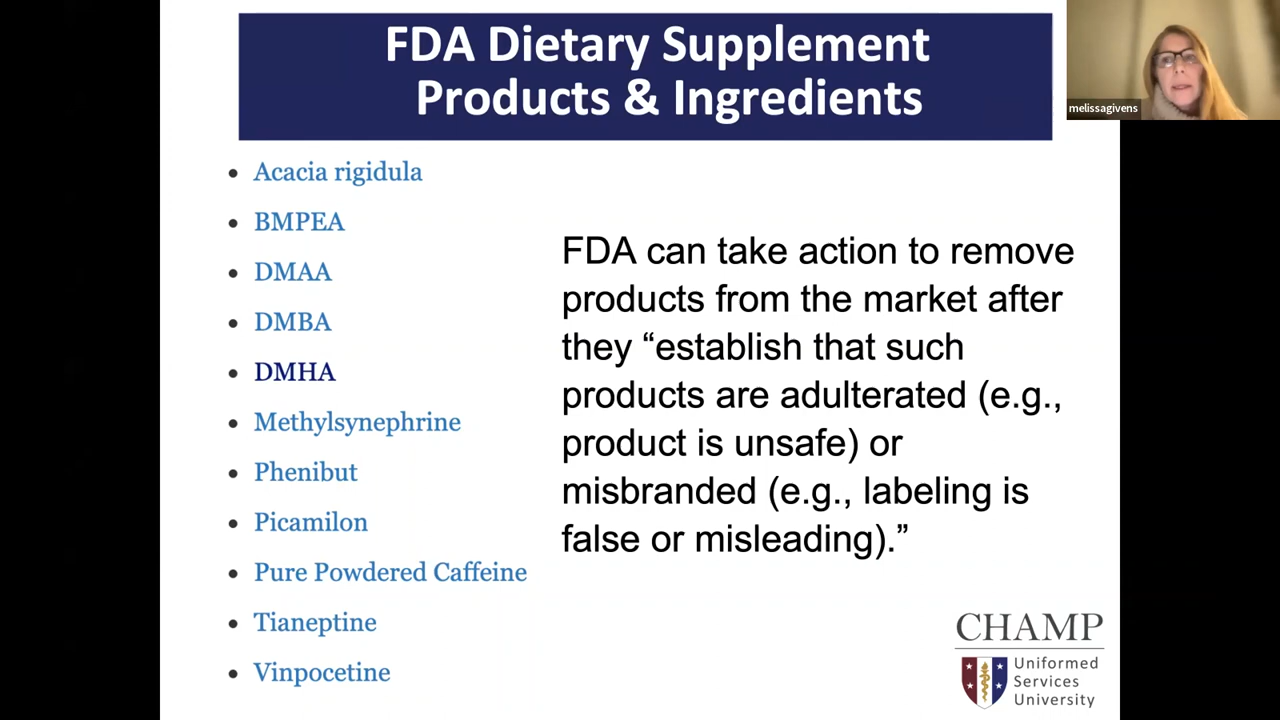 FDA Dietary Supplement
Products & Ingredients
melissagivens
• Acacia rigidula
• BMPEA
• DMAA
• DMBA
• DMHA
• Methylsynephrine
• Phenibut
• Picamilon
• Pure Powdered Caffeine
• Tianeptine
• Vinpocetine
FDA can take action to remove
products from the market after
they “establish that such
products are adulterated (e.g.,
product is unsafe) or
misbranded (e.g., labeling is
false or misleading).”
CHAMP
Uniformed
Services
University